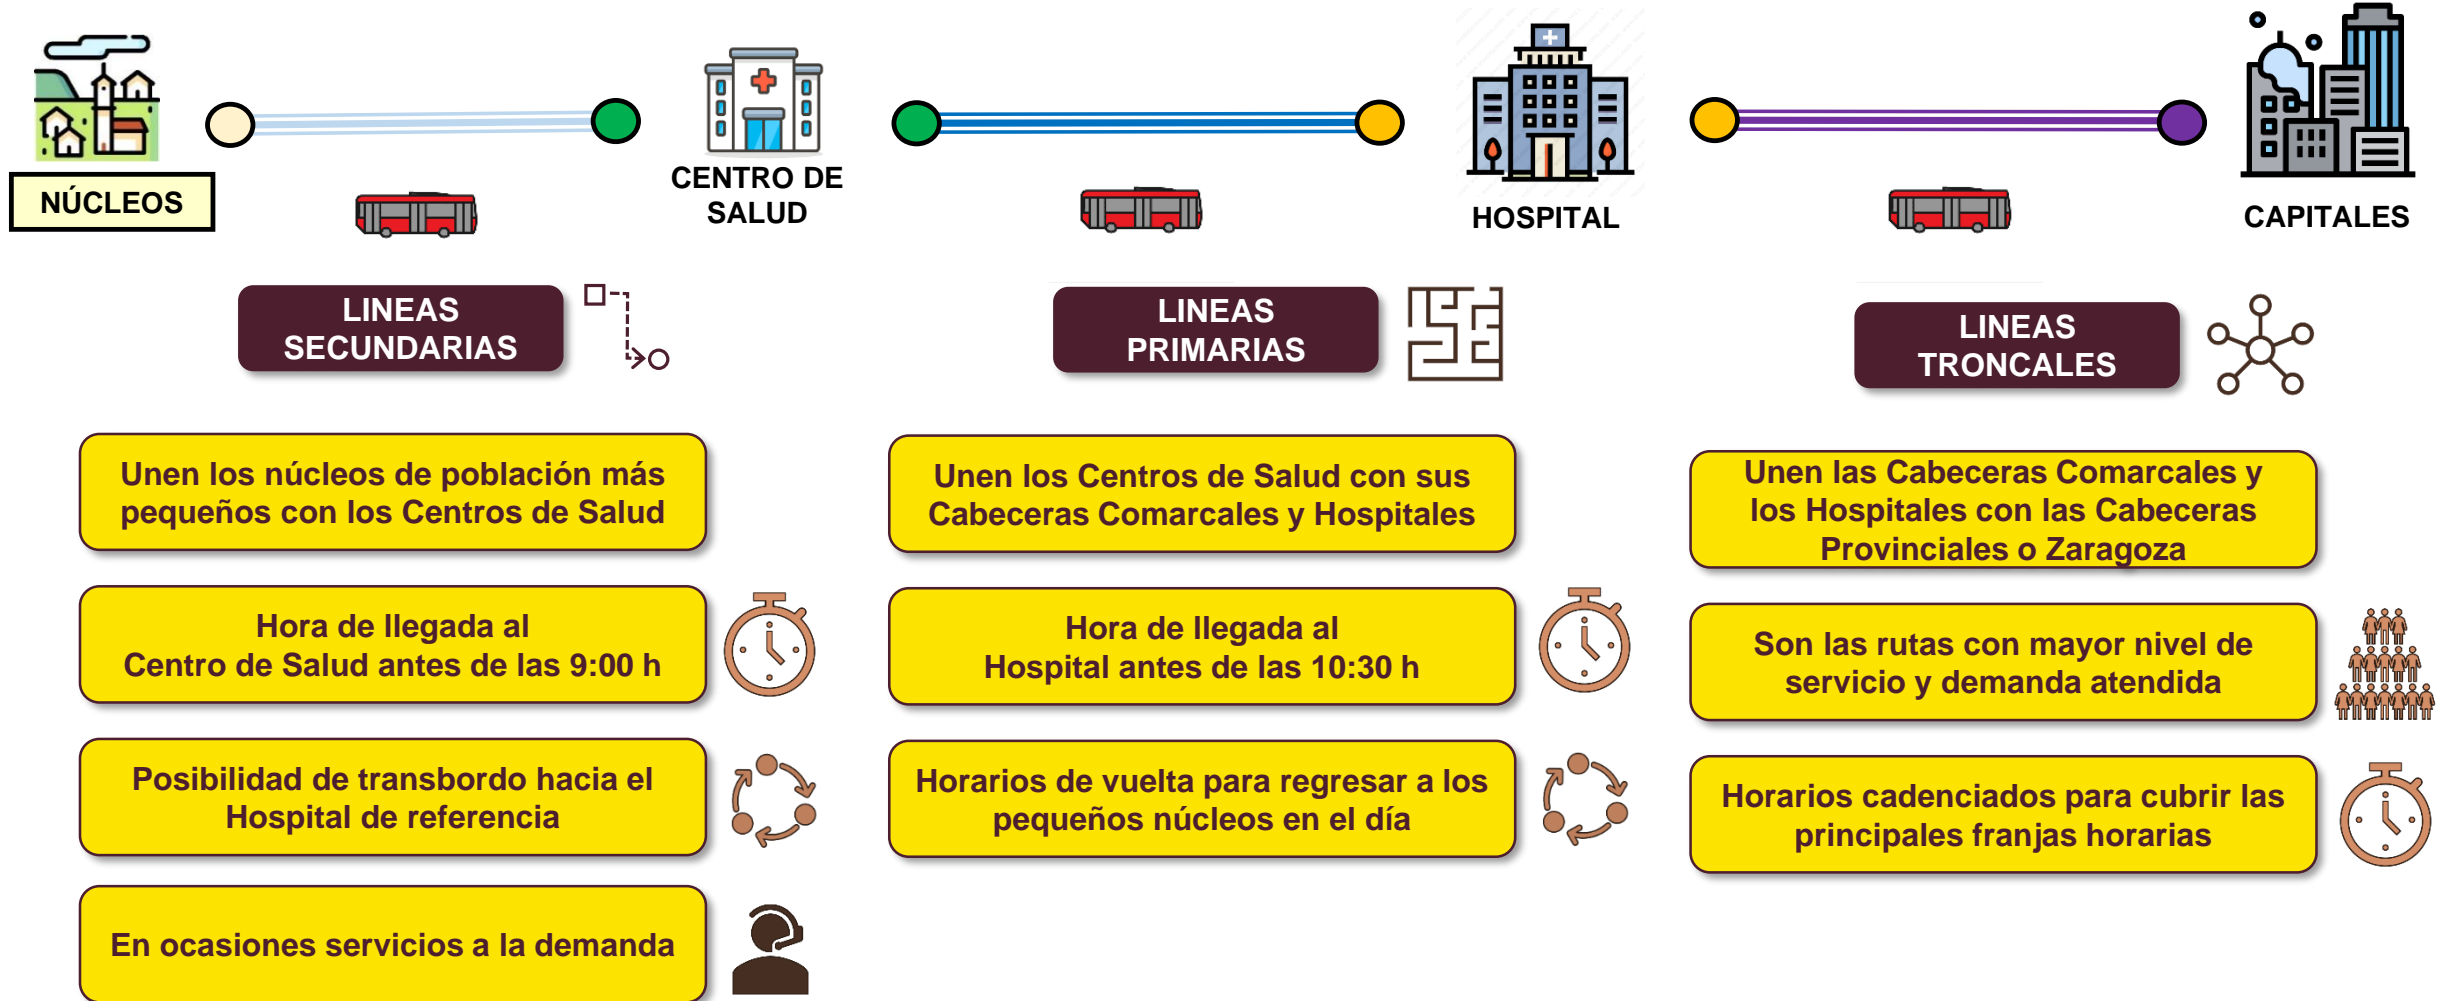 NÚCLEOS
CENTRO DE
SALUD
HOSPITAL
CAPITALES
LINEAS
SECUNDARIAS
Unen los núcleos de población más
pequeños con los Centros de Salud
Hora de llegada al
Centro de Salud antes de las 9:00 h
Posibilidad de transbordo hacia el
Hospital de referencia
En ocasiones servicios a la demanda
LINEAS
PRIMARIAS
Unen los Centros de Salud con sus
Cabeceras Comarcales y Hospitales
Hora de llegada al
Hospital antes de las 10:30 h
Horarios de vuelta para regresar a los
pequeños núcleos en el día
LINEAS
TRONCALES
Unen las Cabeceras Comarcales y
los Hospitales con las Cabeceras
Provinciales o Zaragoza
Son las rutas con mayor nivel de
servicio y demanda atendida
Horarios cadenciados para cubrir las
principales franjas horarias